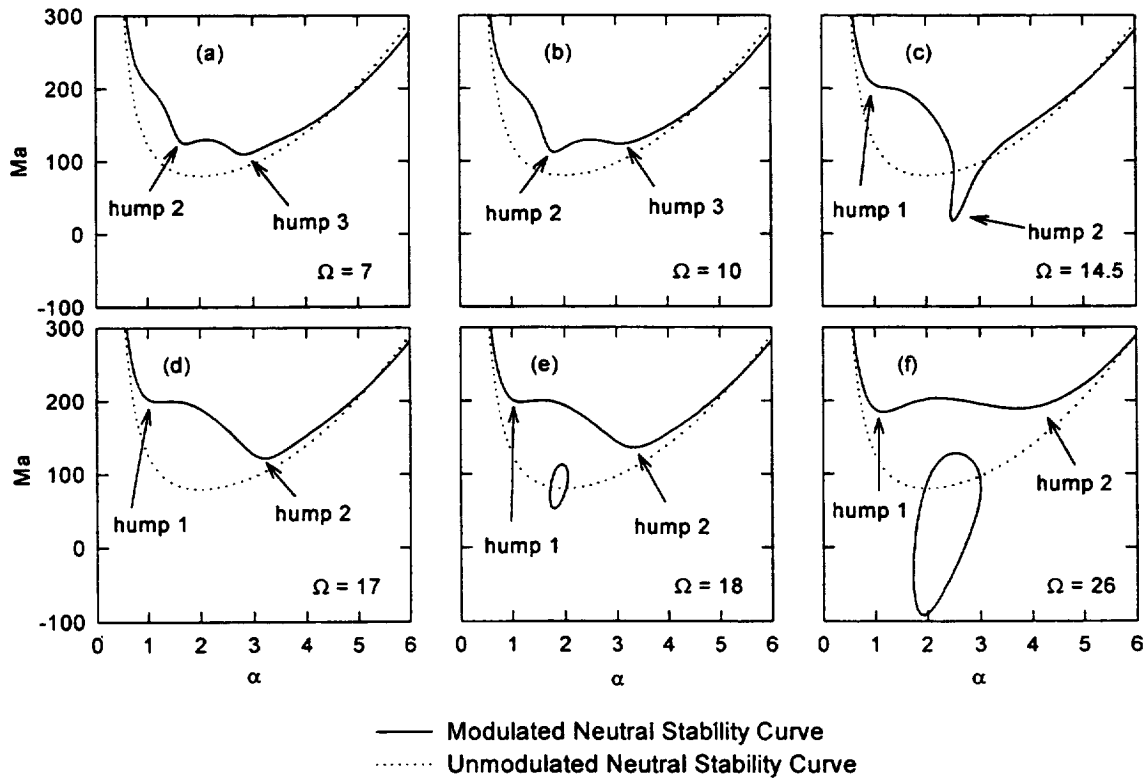 300
200
100
0
-100
Ma
(a)
hump 2
hump 3
Ω = 7
(b)
hump 2
hump 3
Ω = 10
(c)
hump 1
hump 2
Ω = 14.5
300
200
100
0
-100
Ma
(d)
hump 1
hump 2
Ω = 17
0 1 2 3 4 5 6
α
(e)
hump 1
hump 2
Ω = 18
0 1 2 3 4 5 6
α
(f)
hump 1
hump 2
Ω = 26
0 1 2 3 4 5 6
α
Modulated Neutral Stability Curve
Unmodulated Neutral Stability Curve